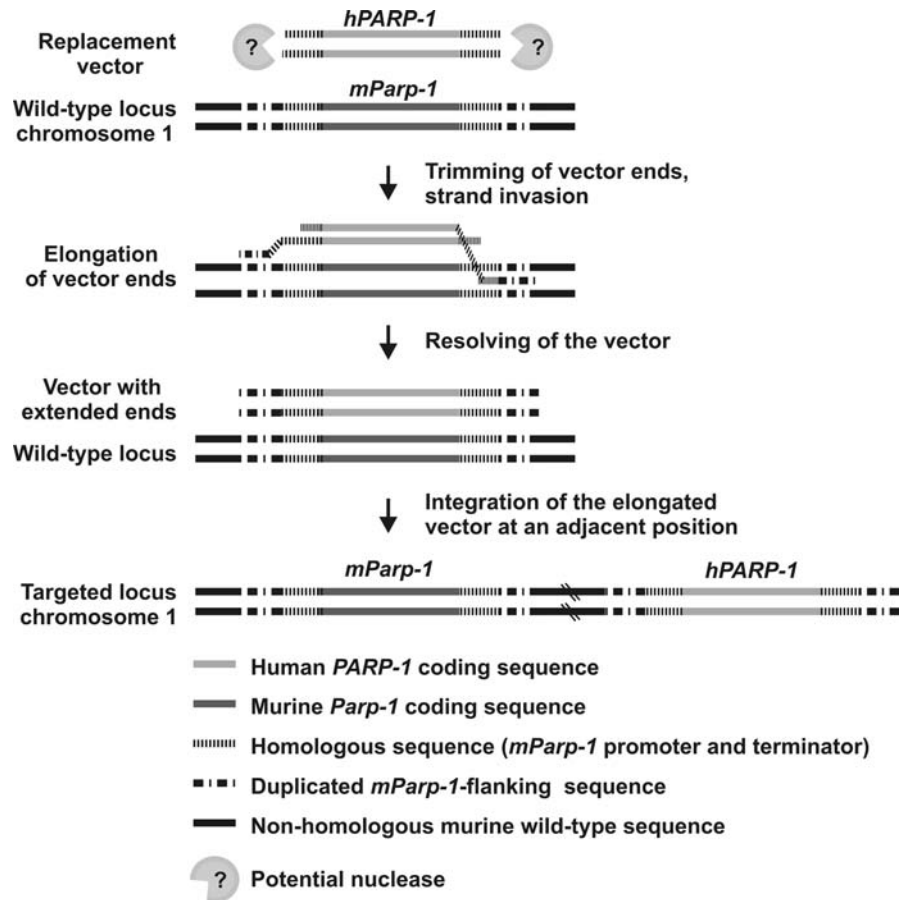 hPARP-1
? ?
Replacement
vector
mParp-1
Wild-type locus
chromosome 1
Trimming of vector ends,
strand invasion
Elongation
of vector ends
Resolving of the vector
Vector with
extended ends
Wild-type locus
Integration of the elongated
vector at an adjacent position
mParp-1 hPARP-1
Targeted locus
chromosome 1
Human PARP-1 coding sequence
Murine Parp-1 coding sequence
Homologous sequence (mParp-1 promoter and terminator)
Duplicated mParp-1-flanking sequence
Non-homologous murine wild-type sequence
? Potential nuclease